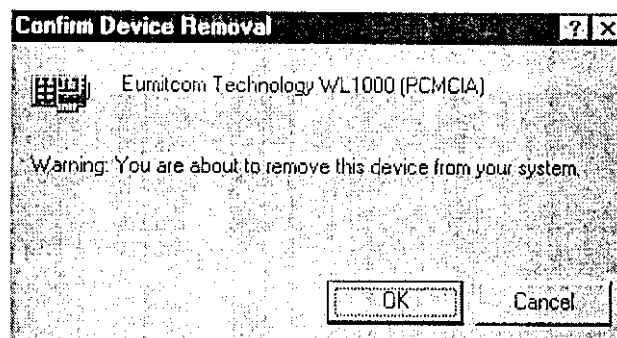 Confirm Device Removal
Eumitcom Technology WL1000 (PCMCIA)
Warning: You are about to remove this device from your system.
OK
Cancel